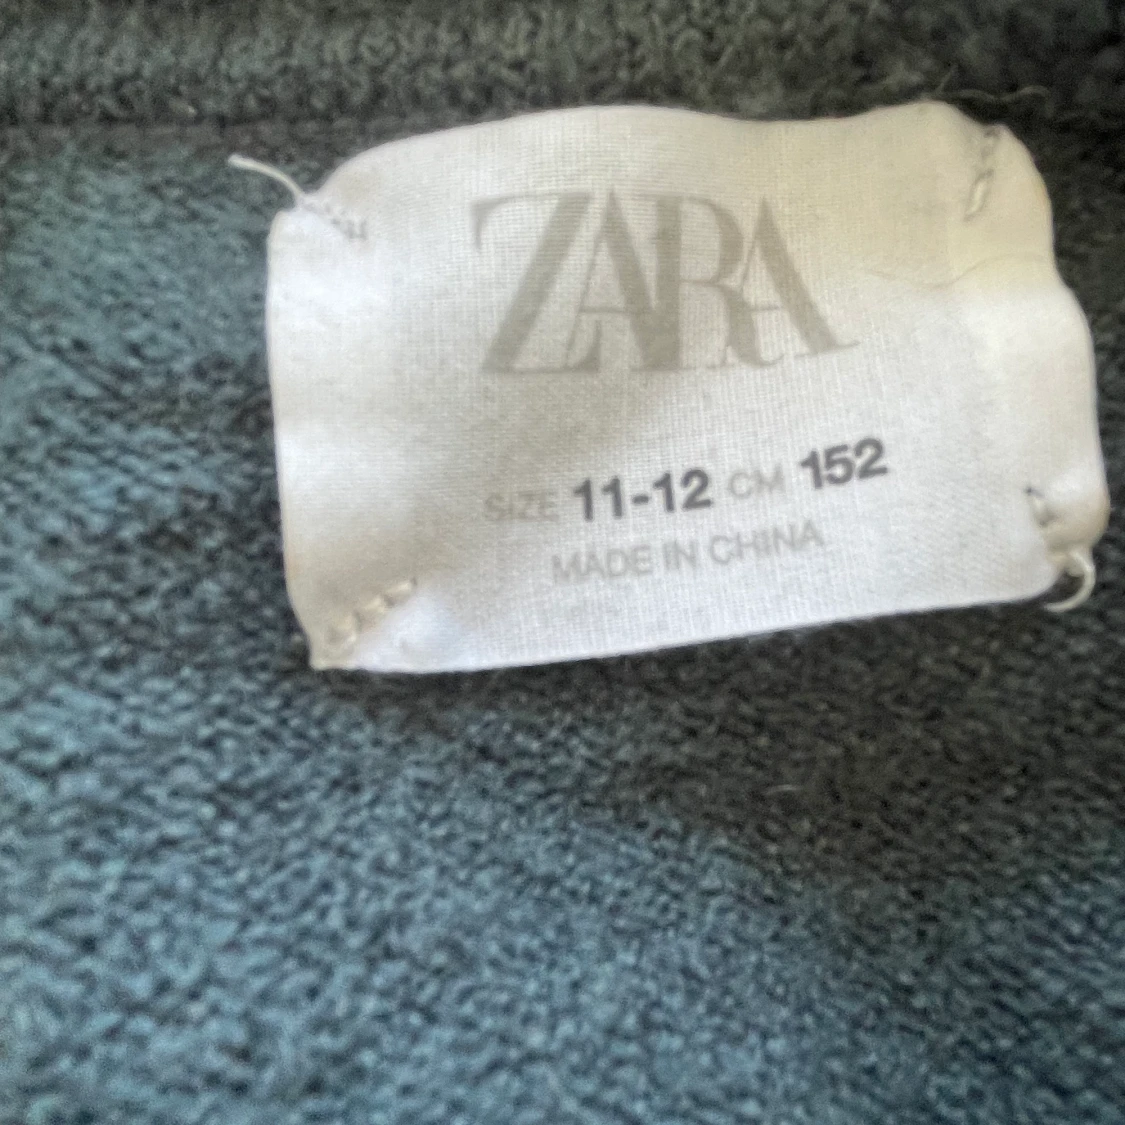 ZARA
SIZE 11-12 CM 152
MADE IN CHINA